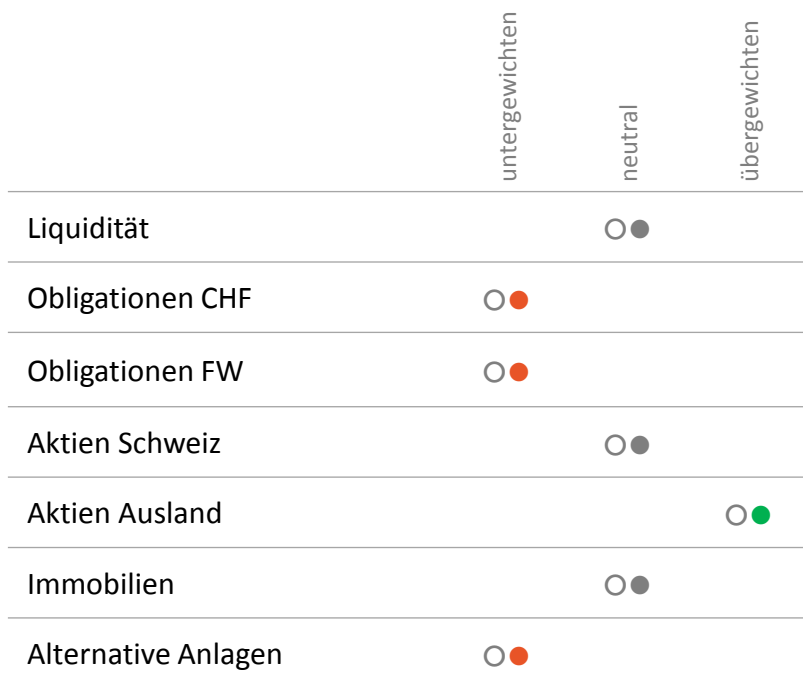 untergewichten
neutral
übergewichten
Liquidität
Obligationen CHF
Obligationen FW
Aktien Schweiz
Aktien Ausland
Immobilien
Alternative Anlagen